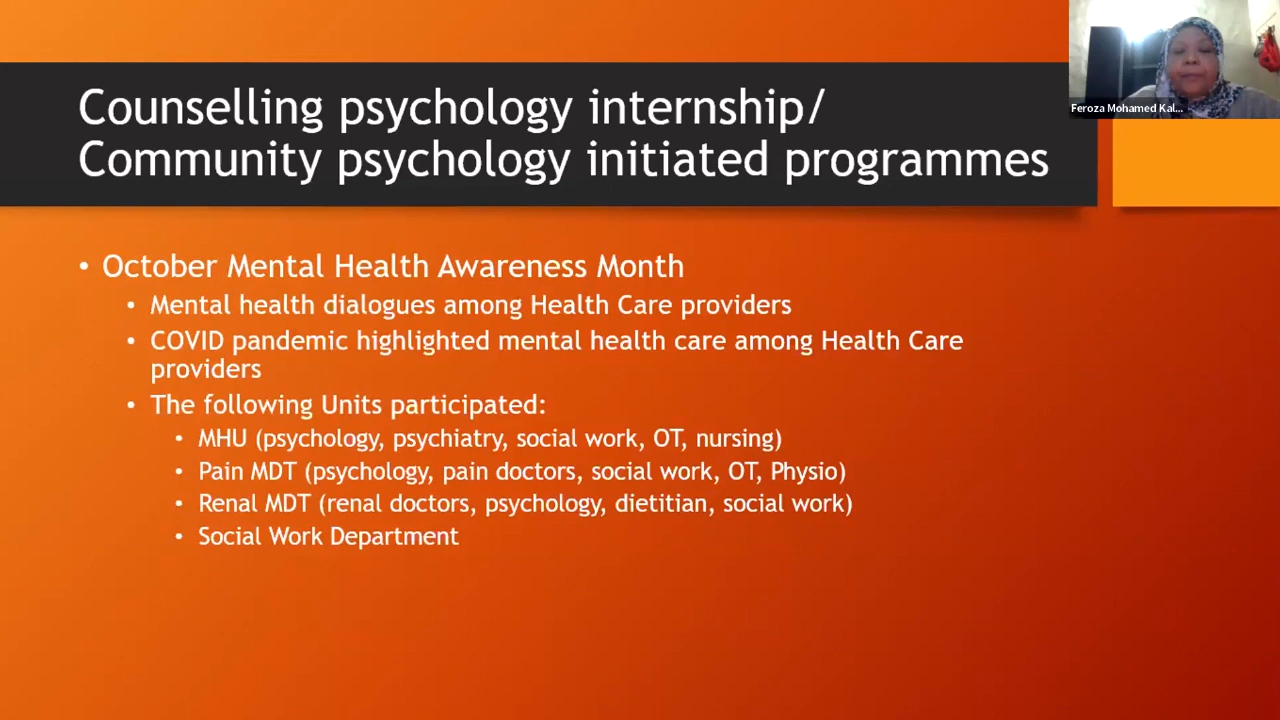 Counselling psychology internship/
Community psychology initiated programmes
Feroza Mohamed Kal...
• October Mental Health Awareness Month
• Mental health dialogues among Health Care providers
• COVID pandemic highlighted mental health care among Health Care
providers
• The following Units participated:
• MHU (psychology, psychiatry, social work, OT, nursing)
• Pain MDT (psychology, pain doctors, social work, OT, Physio)
• Renal MDT (renal doctors, psychology, dietitian, social work)
• Social Work Department